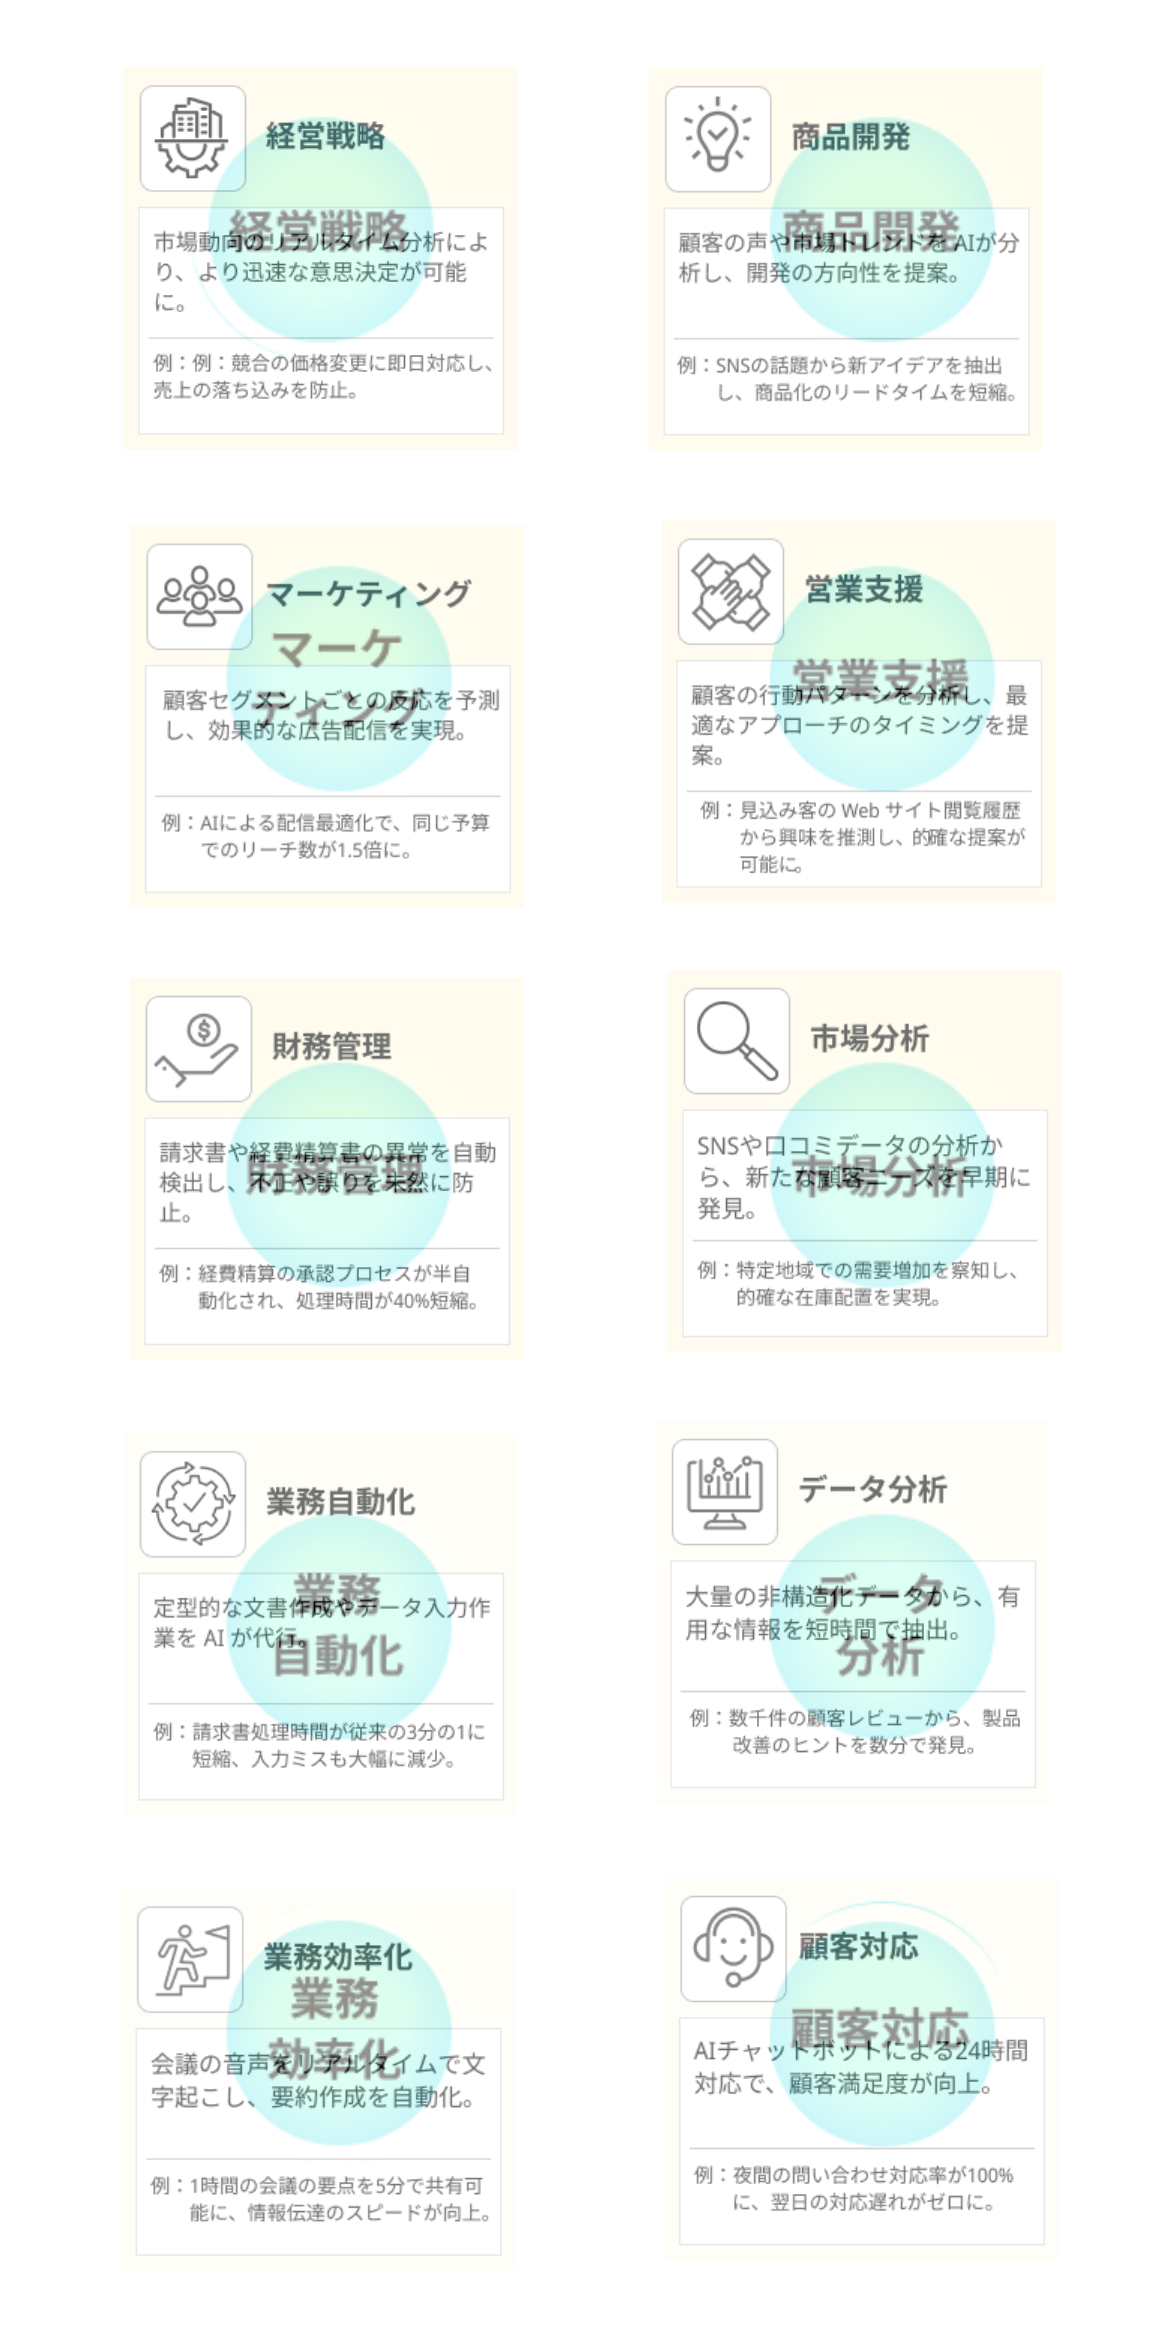 経営戦略
経営戦略
市場動向のリアルタイム分析によ
り、より迅速な意思決定が可能
に。
例：例：競合の価格変更に即日対応し、
売上の落ち込みを防止。
商品開発
商品開発
顧客の声や市場トレンドを AIが分
析し、開発の方向性を提案。
例：SNSの話題から新アイデアを抽出
し、商品化のリードタイムを短縮。
マーケティング
マーケ
ティング
顧客セグメントごとの反応を予測
し、効果的な広告配信を実現。
例：AIによる配信最適化で、同じ予算
でのリーチ数が1.5倍に。
営業支援
営業支援
顧客の行動パターンを分析し、最
適なアプローチのタイミングを提
案。
例：見込み客の Web サイト閲覧履歴
から興味を推測し、的確な提案が
可能に。
財務管理
財務管理
請求書や経費精算書の異常を自動
検出し、不正や誤りを未然に防
止。
例：経費精算の承認プロセスが半自
動化され、処理時間が40%短縮。
市場分析
市場分析
SNSや口コミデータの分析か
ら、新たな顧客ニーズを早期に
発見。
例：特定地域での需要増加を察知し、
的確な在庫配置を実現。
業務自動化
業務
自動化
定型的な文書作成やデータ入力作
業を AI が代行。
例：請求書処理時間が従来の3分の1に
短縮、入力ミスも大幅に減少。
データ分析
データ
分析
大量の非構造化データから、有
用な情報を短時間で抽出。
例：数千件の顧客レビューから、製品
改善のヒントを数分で発見。
業務効率化
業務
効率化
会議の音声をリアルタイムで文
字起こし、要約作成を自動化。
例：1時間の会議の要点を5分で共有可
能に、情報伝達のスピードが向上。
顧客対応
顧客対応
AIチャットボットによる24時間
対応で、顧客満足度が向上。
例：夜間の問い合わせ対応率が100%
に、翌日の対応遅れがゼロに。